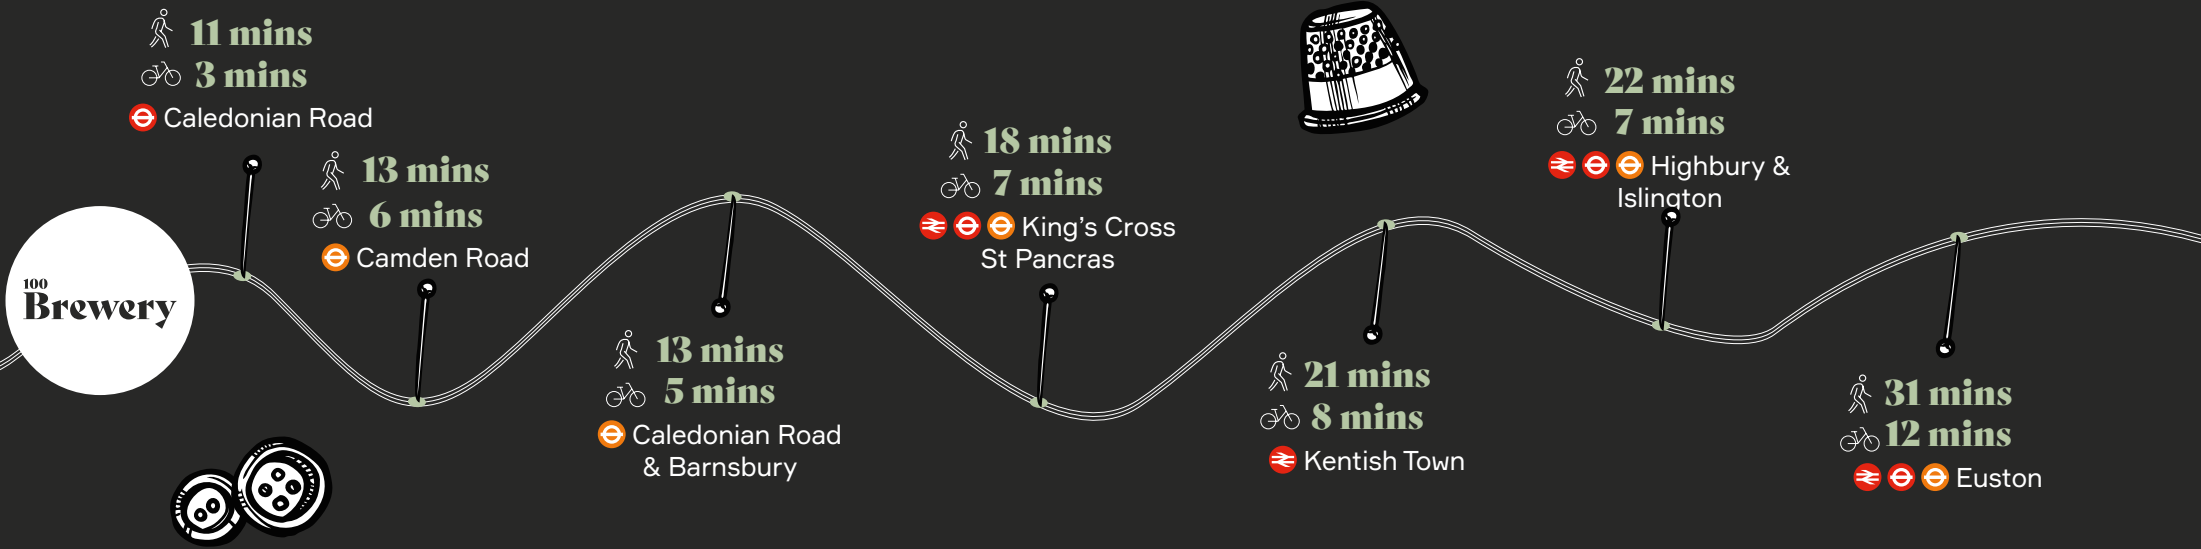 100
Brewery
11 mins
3 mins
Caledonian Road
13 mins
6 mins
Camden Road
13 mins
5 mins
Caledonian Road
& Barnsbury
18 mins
7 mins
King's Cross
St Pancras
21 mins
8 mins
Kentish Town
22 mins
7 mins
Highbury &
Islington
31 mins
12 mins
Euston